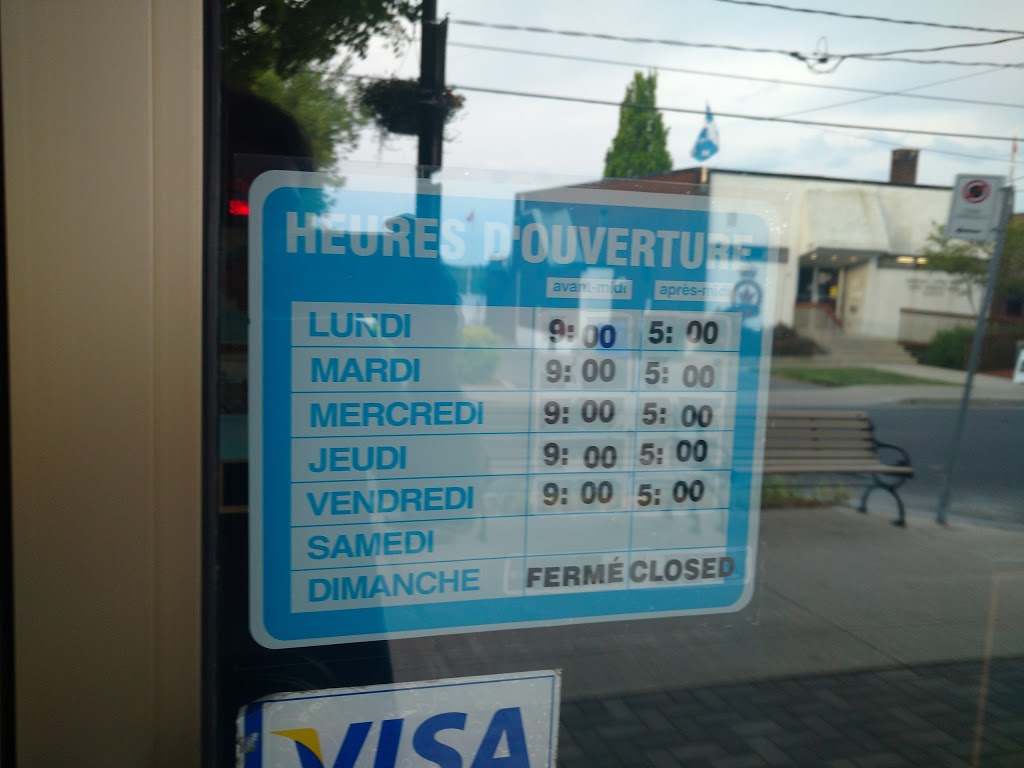 HEURES D'OUVERTURE
avant-midi après-midi
LUNDI 9:00 5:00
MARDI 9:00 5:00
MERCREDI 9:00 5:00
JEUDI 9:00 5:00
VENDREDI 9:00 5:00
SAMEDI
DIMANCHE FERMÉ CLOSED
VISA